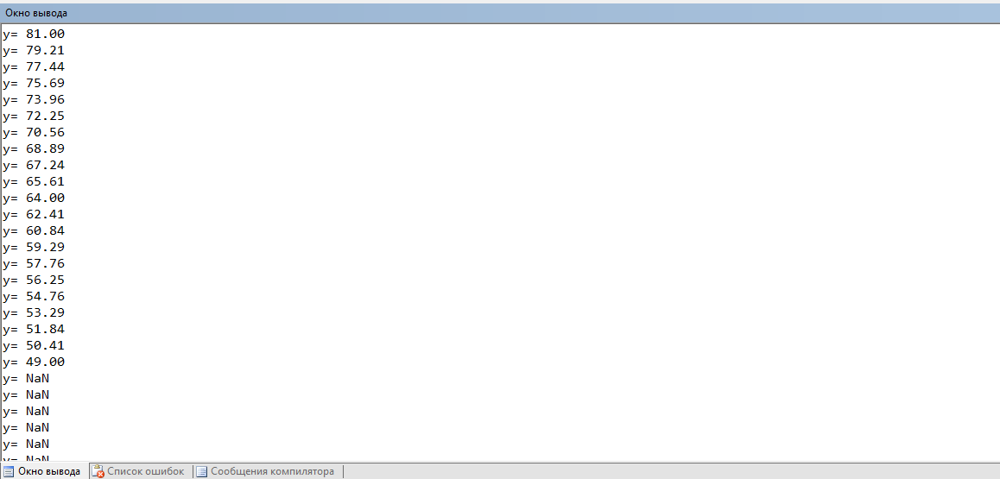 Окно вывода
y= 81.00
y= 79.21
y= 77.44
y= 75.69
y= 73.96
y= 72.25
y= 70.56
y= 68.89
y= 67.24
y= 65.61
y= 64.00
y= 62.41
y= 60.84
y= 59.29
y= 57.76
y= 56.25
y= 54.76
y= 53.29
y= 51.84
y= 50.41
y= 49.00
y= NaN
y= NaN
y= NaN
y= NaN
y= NaN
y= NaN
Окно вывода Список ошибок Сообщения компилятора